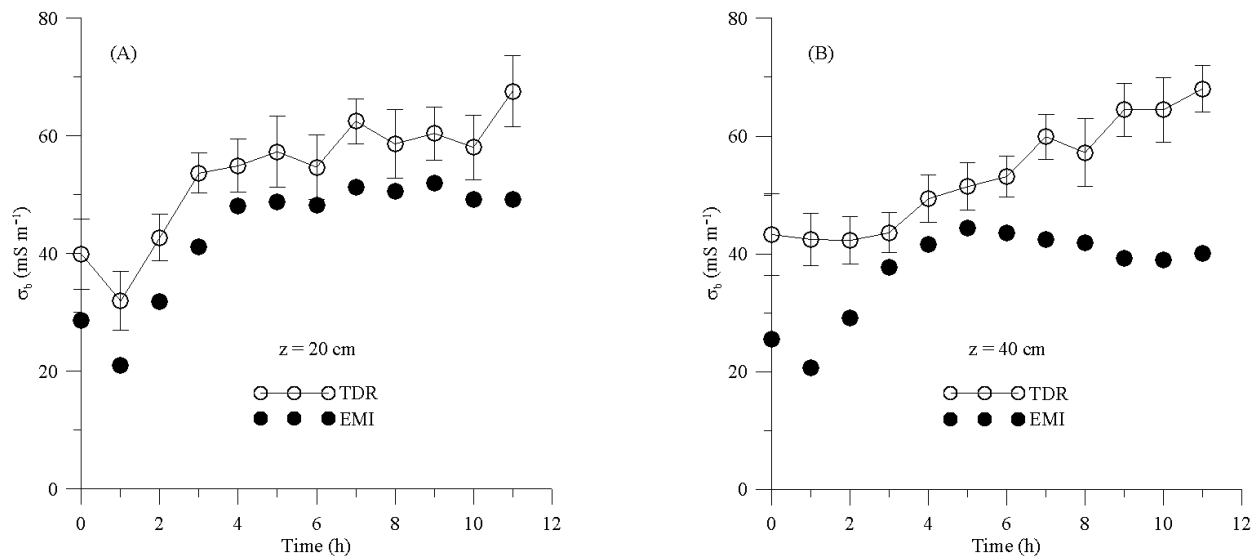 (A)
80
60
40
20
0
σb (mS m⁻¹)
z = 20 cm
TDR
EMI
0 2 4 6 8 10 12
Time (h)
(B)
80
60
40
20
0
σb (mS m⁻¹)
z = 40 cm
TDR
EMI
0 2 4 6 8 10 12
Time (h)